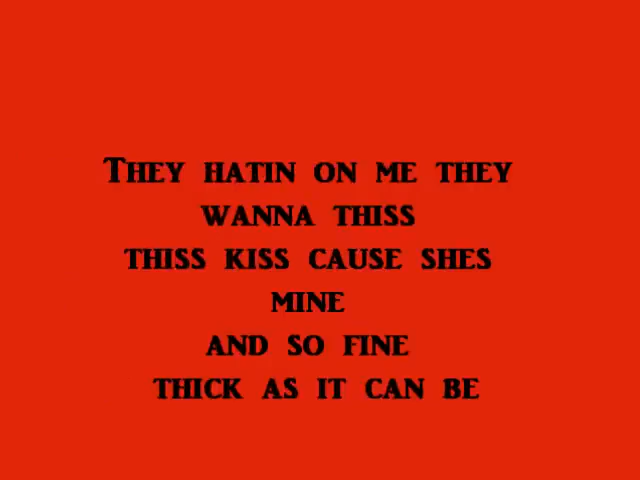 They hatin on me they
wanna thiss
thiss kiss cause shes
mine
and so fine
thick as it can be